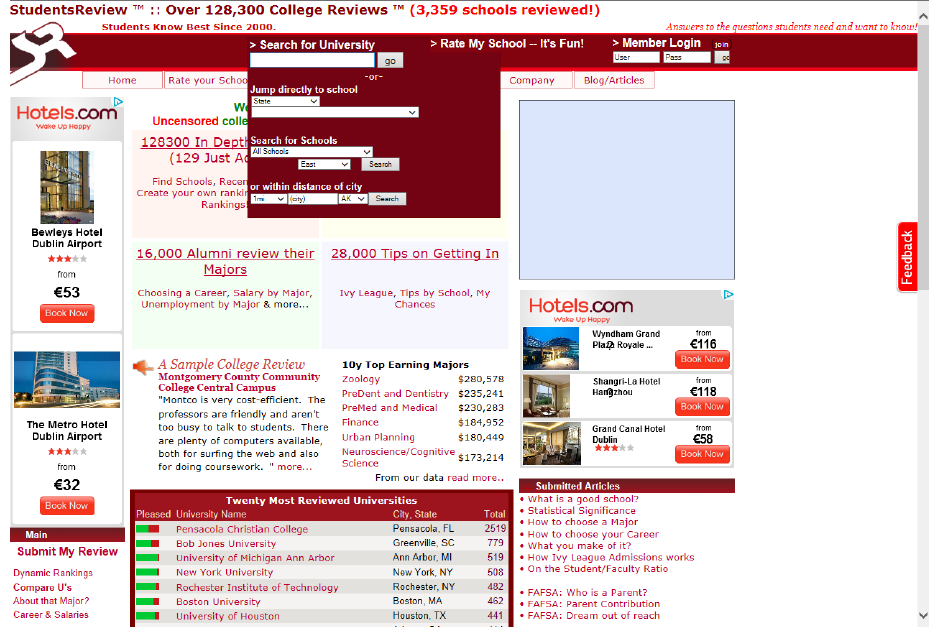 StudentsReview ™ :: Over 128,300 College Reviews ™ (3,359 schools reviewed!)
Students Know Best Since 2000.
Answers to the questions students need and want to know!
> Search for University
> Rate My School -- It's Fun!
> Member Login join
go
User Pass go
-or-
Home
Rate your Schoo
Company
Blog/Articles
Jump directly to school
State
Search for Schools
All Schools
East
Search
or within distance of city
1mi.
(city)
AK
Search
We
Uncensored colle
128300 In Depth
(129 Just Ad
Find Schools, Recen
Create your own rankin
Rankings!
16,000 Alumni review their
Majors
Choosing a Career, Salary by Major,
Unemployment by Major & more...
28,000 Tips on Getting In
Ivy League, Tips by School, My
Chances
Hotels.com
Wake Up Happy
Bewleys Hotel
Dublin Airport
from
€53
Book Now
The Metro Hotel
Dublin Airport
from
€32
Book Now
Main
Submit My Review
Dynamic Rankings
Compare U's
About that Major?
Career & Salaries
A Sample College Review
Montgomery County Community
College Central Campus
"Montco is very cost-efficient. The
professors are friendly and aren't
too busy to talk to students. There
are plenty of computers available,
both for surfing the web and also
for doing coursework. " more...
10y Top Earning Majors
Zoology $280,578
PreDent and Dentistry $235,241
PreMed and Medical $230,283
Finance $184,952
Urban Planning $180,449
Neuroscience/Cognitive
Science $173,214
From our data read more..
Twenty Most Reviewed Universities
Pleased University Name City, State Total
Pensacola Christian College Pensacola, FL 2519
Bob Jones University Greenville, SC 779
University of Michigan Ann Arbor Ann Arbor, MI 519
New York University New York, NY 508
Rochester Institute of Technology Rochester, NY 482
Boston University Boston, MA 462
University of Houston Houston, TX 441
Hotels.com
Wake Up Happy
Wyndham Grand
Plaza Royale ...
from
€116
Book Now
Shangri-La Hotel
Hangzhou
from
€118
Book Now
Grand Canal Hotel
Dublin
from
€58
Book Now
Submitted Articles
• What is a good school?
• Statistical Significance
• How to choose a Major
• How to choose your Career
• What you make of it?
• How Ivy League Admissions works
• On the Student/Faculty Ratio
• FAFSA: Who is a Parent?
• FAFSA: Parent Contribution
• FAFSA: Dream out of reach
Feedback